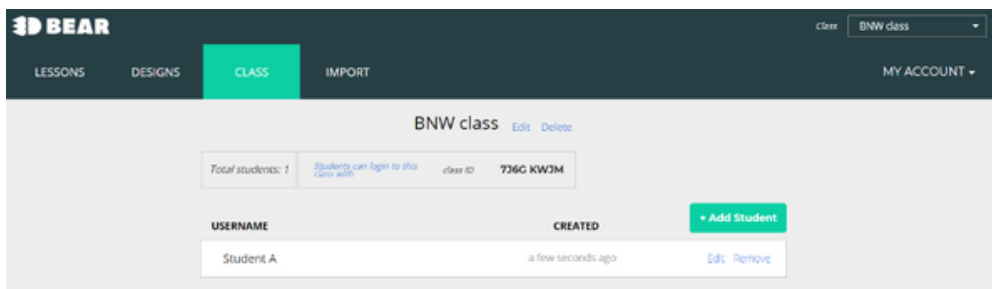 3D BEAR
Class BNW class
LESSONS DESIGNS CLASS IMPORT MY ACCOUNT
BNW class Edit Delete
Total students: 1 Students can login to this class with class ID 7J6G KWJM
+ Add Student
USERNAME CREATED
Student A a few seconds ago Edit Remove